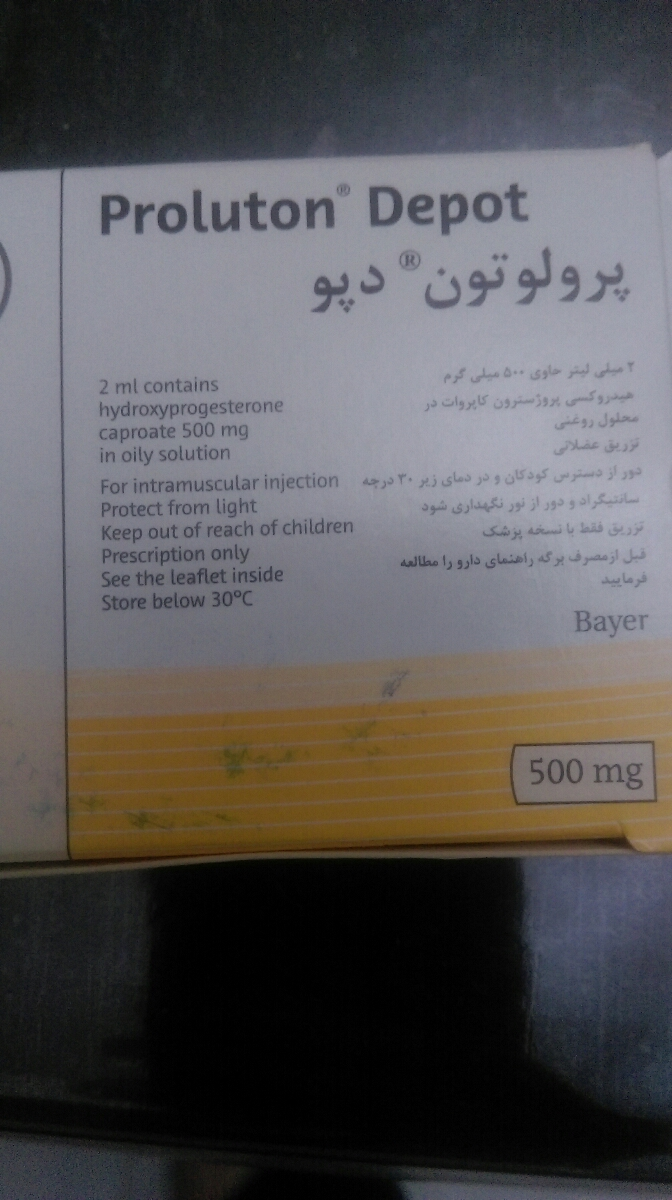 Proluton® Depot
پرولوتون® دپو
2 ml contains
hydroxyprogesterone
caproate 500 mg
in oily solution
For intramuscular injection
Protect from light
Keep out of reach of children
Prescription only
See the leaflet inside
Store below 30°C
۲ میلی لیتر حاوی ۵۰۰ میلی گرم
هیدروکسی پروژسترون کاپروات در
محلول روغنی
تزریق عضلانی
دور از دسترس کودکان و در دمای زیر ۳۰ درجه
سانتیگراد و دور از نور نگهداری شود
تزریق فقط با نسخه پزشک
قبل ازمصرف برگه راهنمای دارو را مطالعه
فرمایید
Bayer
500 mg